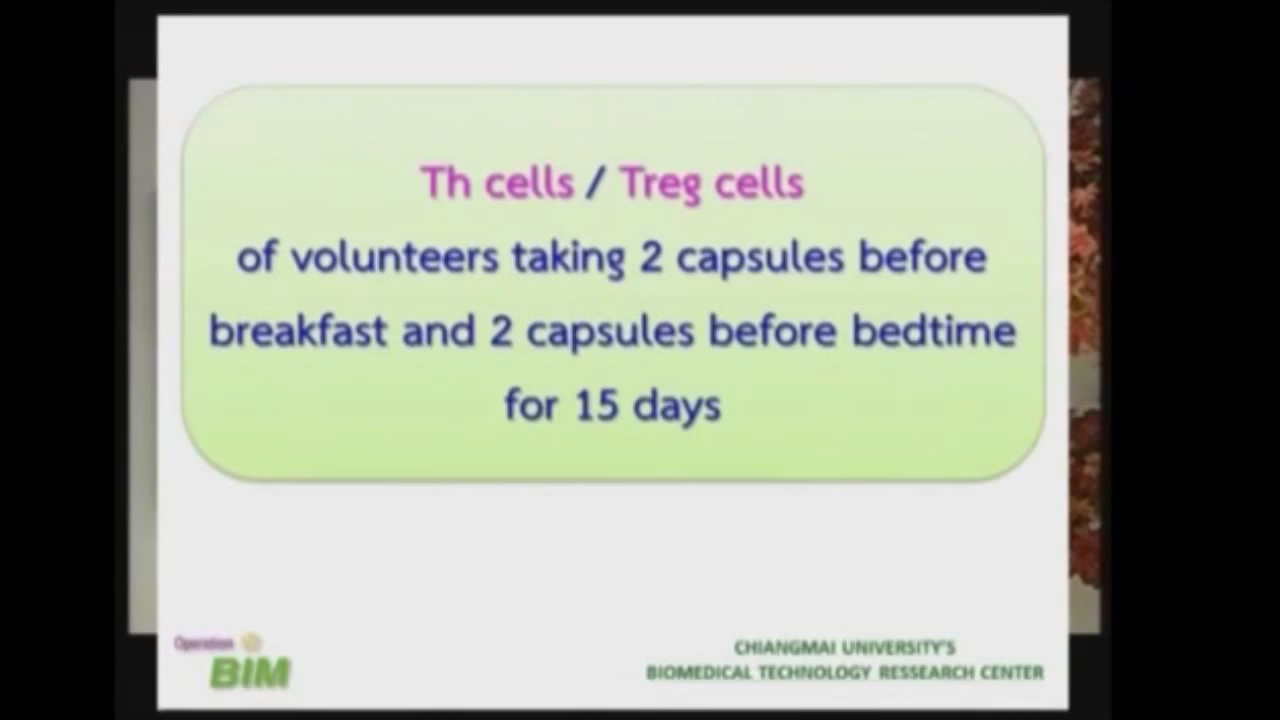 Th cells / Treg cells
of volunteers taking 2 capsules before
breakfast and 2 capsules before bedtime
for 15 days
Operation
BIM
CHIANGMAI UNIVERSITY'S
BIOMEDICAL TECHNOLOGY RESSEARCH CENTER